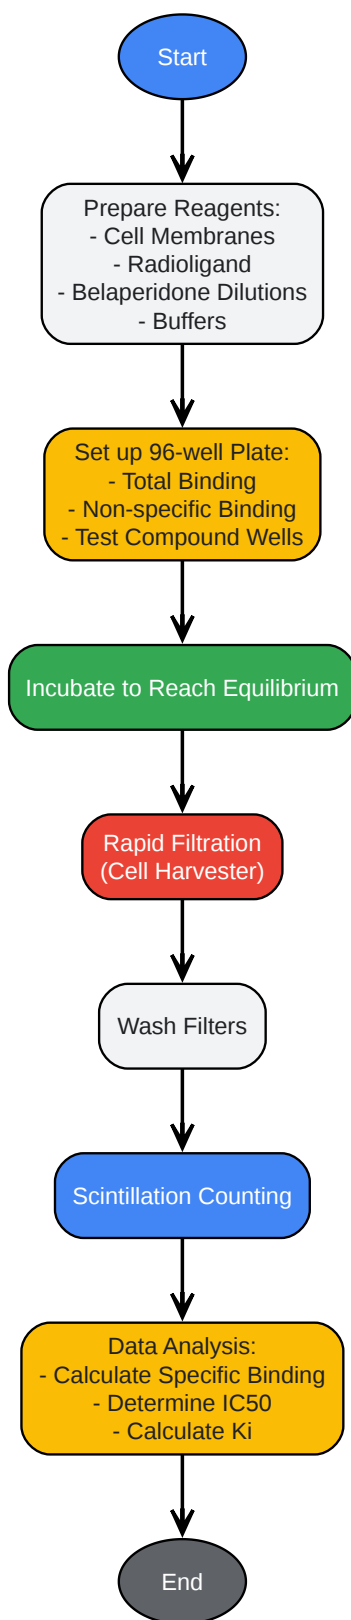 Start
Prepare Reagents:
- Cell Membranes
- Radioligand
- Belaperidone Dilutions
- Buffers
Set up 96-well Plate:
- Total Binding
- Non-specific Binding
- Test Compound Wells
Incubate to Reach Equilibrium
Rapid Filtration
(Cell Harvester)
Wash Filters
Scintillation Counting
Data Analysis:
- Calculate Specific Binding
- Determine IC50
- Calculate Ki
End